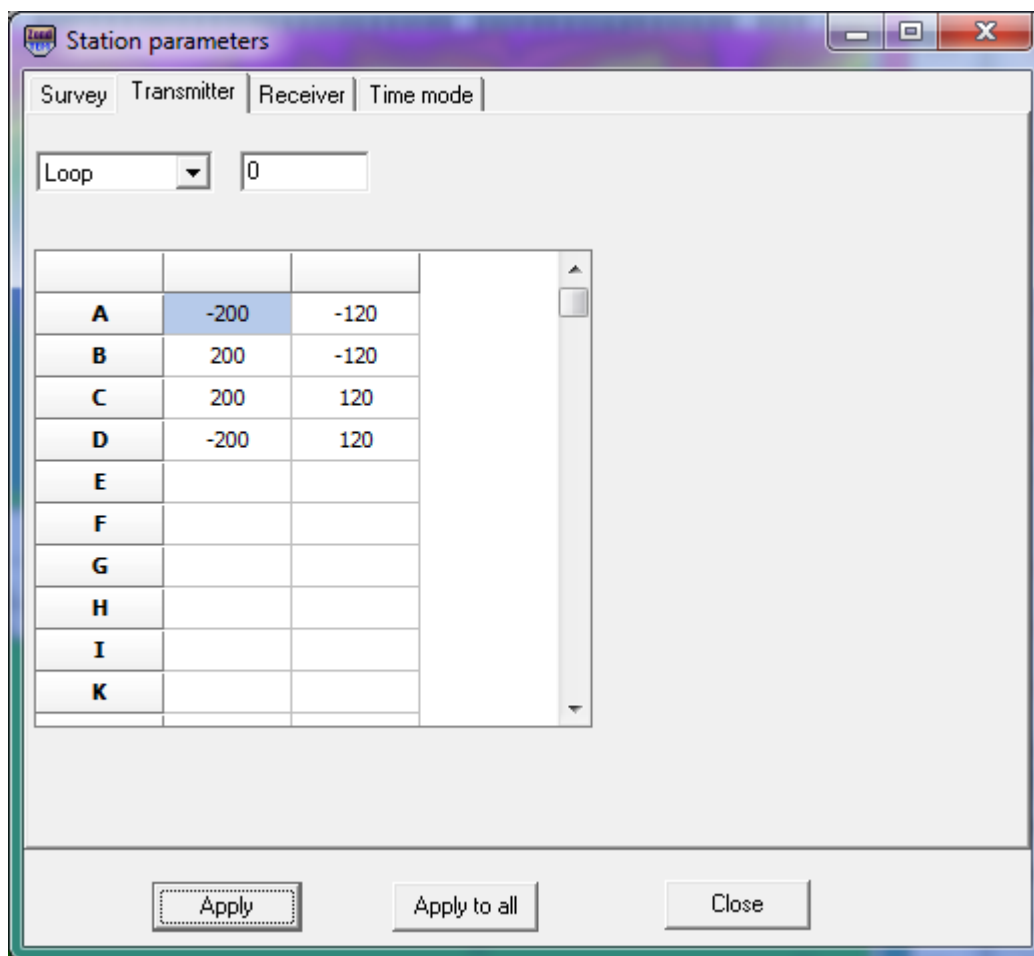 Station parameters
Survey Transmitter Receiver Time mode
Loop 0
A -200 -120
B 200 -120
C 200 120
D -200 120
E
F
G
H
I
K
Apply Apply to all Close